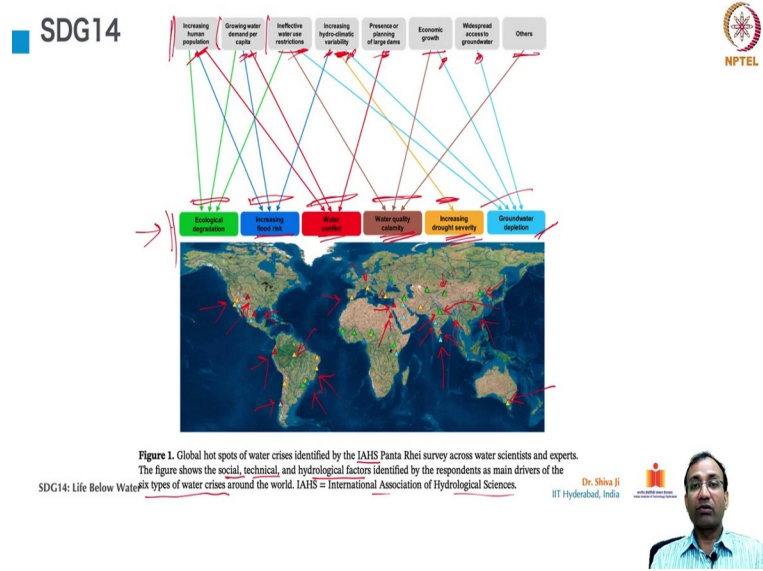 SDG14
Increasing
human
population
Growing water
demand per
capita
Ineffective
water use
restrictions
Increasing
hydro-climatic
variability
Presence or
planning
of large dams
Economic
growth
Widespread
access to
groundwater
Others
NPTEL
Ecological
degradation
Increasing
flood risk
Water
conflict
Water quality
calamity
Increasing
drought severity
Groundwater
depletion
Figure 1. Global hot spots of water crises identified by the IAHS Panta Rhei survey across water scientists and experts.
The figure shows the social, technical, and hydrological factors identified by the respondents as main drivers of the
six types of water crises around the world. IAHS = International Association of Hydrological Sciences.
SDG14: Life Below Water
Dr. Shiva Ji
IIT Hyderabad, India